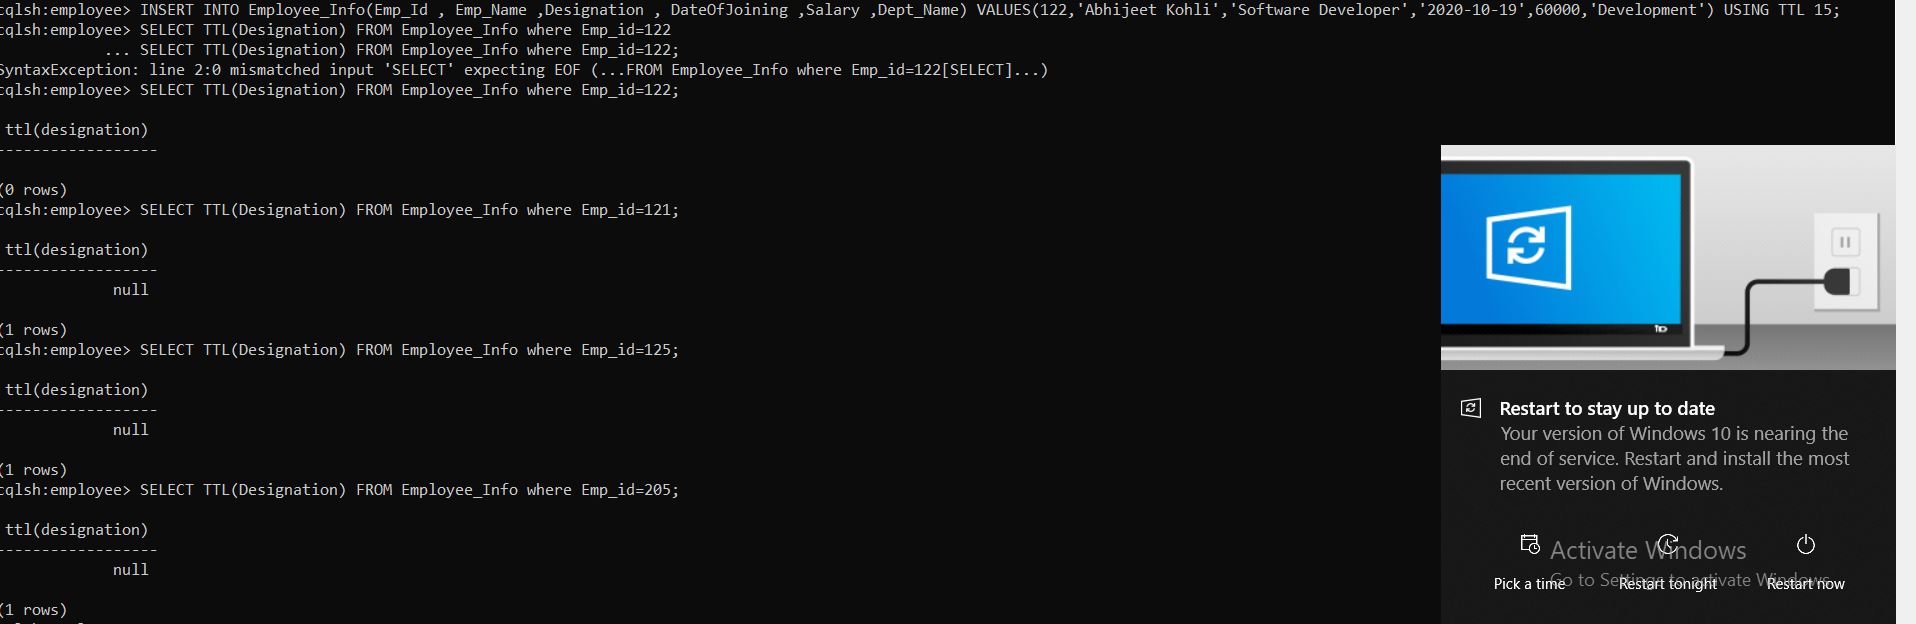 cqlsh:employee> INSERT INTO Employee_Info(Emp_Id , Emp_Name ,Designation , DateOfJoining ,Salary ,Dept_Name) VALUES(122,'Abhijeet Kohli','Software Developer','2020-10-19',60000,'Development') USING TTL 15;
cqlsh:employee> SELECT TTL(Designation) FROM Employee_Info where Emp_id=122
... SELECT TTL(Designation) FROM Employee_Info where Emp_id=122;
SyntaxException: line 2:0 mismatched input 'SELECT' expecting EOF (...FROM Employee_Info where Emp_id=122[SELECT]...)
cqlsh:employee> SELECT TTL(Designation) FROM Employee_Info where Emp_id=122;
ttl(designation)
------------------
(0 rows)
cqlsh:employee> SELECT TTL(Designation) FROM Employee_Info where Emp_id=121;
ttl(designation)
------------------
null
(1 rows)
cqlsh:employee> SELECT TTL(Designation) FROM Employee_Info where Emp_id=125;
ttl(designation)
------------------
null
(1 rows)
cqlsh:employee> SELECT TTL(Designation) FROM Employee_Info where Emp_id=205;
ttl(designation)
------------------
null
(1 rows)
Restart to stay up to date
Your version of Windows 10 is nearing the
end of service. Restart and install the most
recent version of Windows.
Activate Windows
Go to Settings to activate Windows.
Pick a time
Restart tonight
Restart now